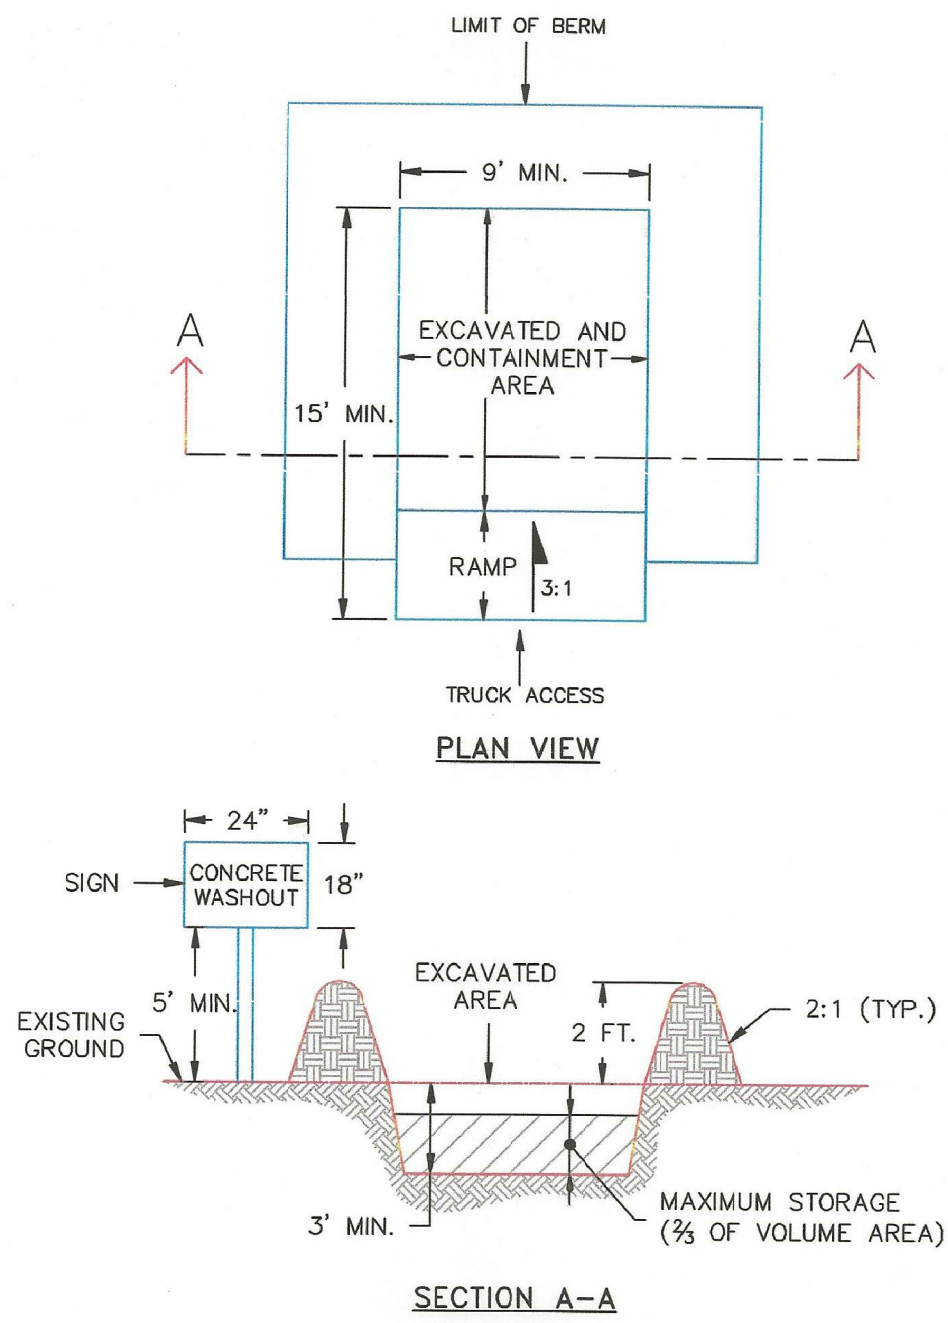 LIMIT OF BERM
9' MIN.
A
A
EXCAVATED AND
CONTAINMENT
AREA
15' MIN.
RAMP
3:1
TRUCK ACCESS
PLAN VIEW
24"
SIGN
CONCRETE
WASHOUT
18"
5' MIN.
EXCAVATED
AREA
2 FT.
2:1 (TYP.)
EXISTING
GROUND
3' MIN.
MAXIMUM STORAGE
(⅔ OF VOLUME AREA)
SECTION A-A